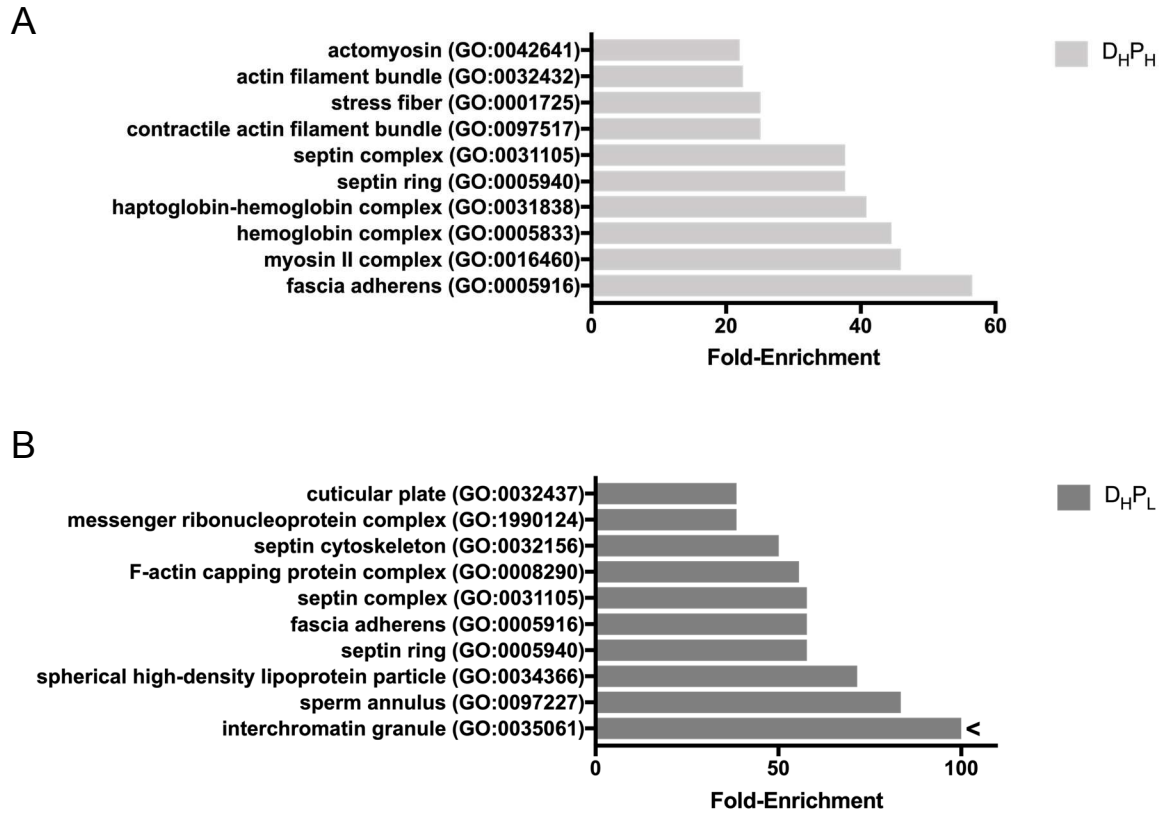 A
D_HP_H
actomyosin (GO:0042641)
actin filament bundle (GO:0032432)
stress fiber (GO:0001725)
contractile actin filament bundle (GO:0097517)
septin complex (GO:0031105)
septin ring (GO:0005940)
haptoglobin-hemoglobin complex (GO:0031838)
hemoglobin complex (GO:0005833)
myosin II complex (GO:0016460)
fascia adherens (GO:0005916)
0 20 40 60
Fold-Enrichment
B
D_HP_L
cuticular plate (GO:0032437)
messenger ribonucleoprotein complex (GO:1990124)
septin cytoskeleton (GO:0032156)
F-actin capping protein complex (GO:0008290)
septin complex (GO:0031105)
fascia adherens (GO:0005916)
septin ring (GO:0005940)
spherical high-density lipoprotein particle (GO:0034366)
sperm annulus (GO:0097227)
interchromatin granule (GO:0035061) <
0 50 100
Fold-Enrichment